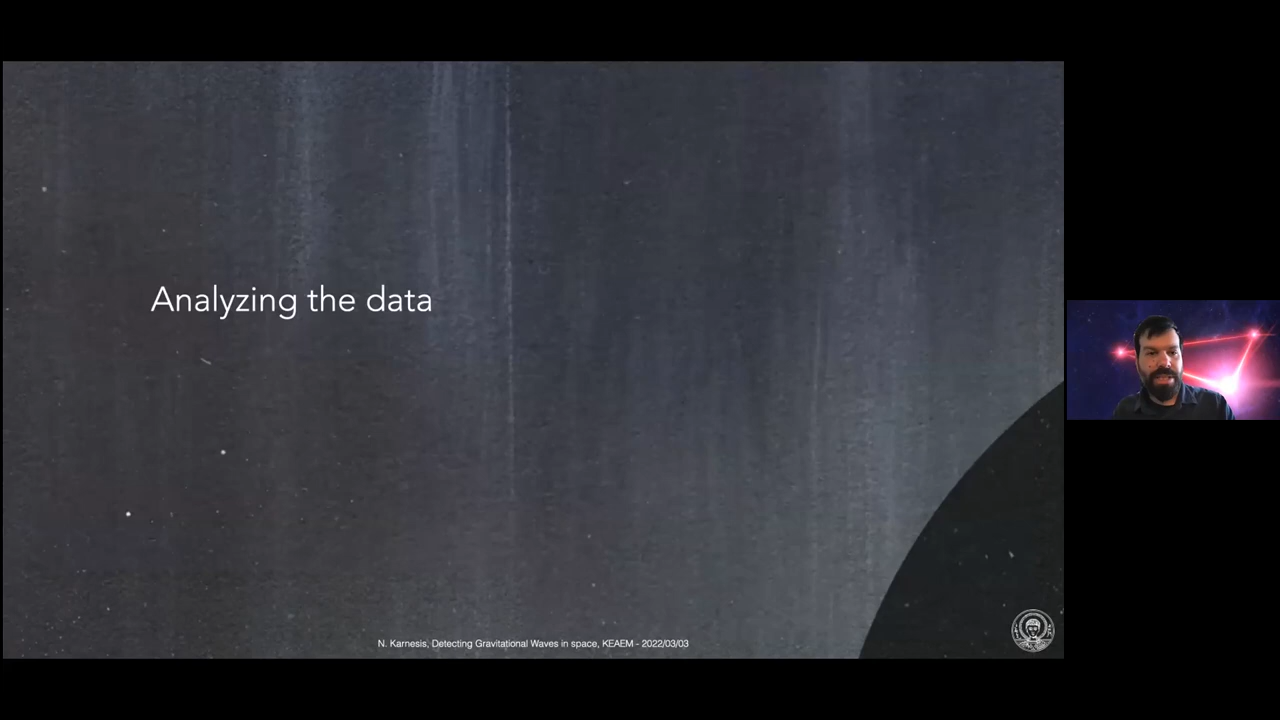 Analyzing the data
N. Karnesis, Detecting Gravitational Waves in space, KEAEM - 2022/03/03